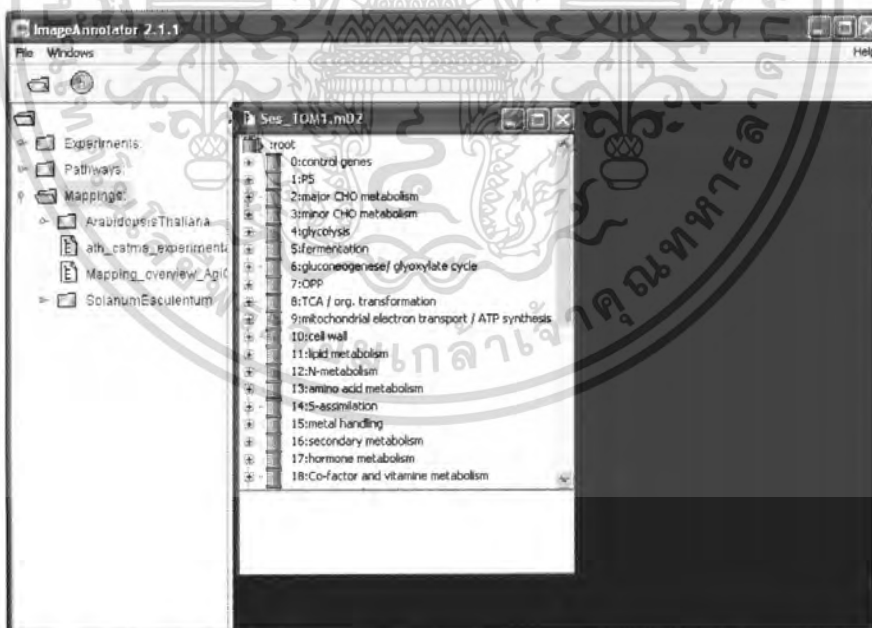 ImageAnnotator 2.1.1
File Windows Help
Experiments:
Pathways:
Mappings:
ArabidopsisThaliana
ath_catma_experimenta
Mapping_overview_Agi
SolanumEsculentum
Ses_TOM1.m02
:root
0:control genes
1:PS
2:major CHO metabolism
3:minor CHO metabolism
4:glycolysis
5:fermentation
6:gluconeogenese/ glyoxylate cycle
7:OPP
8:TCA / org. transformation
9:mitochondrial electron transport / ATP synthesis
10:cell wall
11:lipid metabolism
12:N-metabolism
13:amino acid metabolism
14:S-assimilation
15:metal handling
16:secondary metabolism
17:hormone metabolism
18:Co-factor and vitamine metabolism